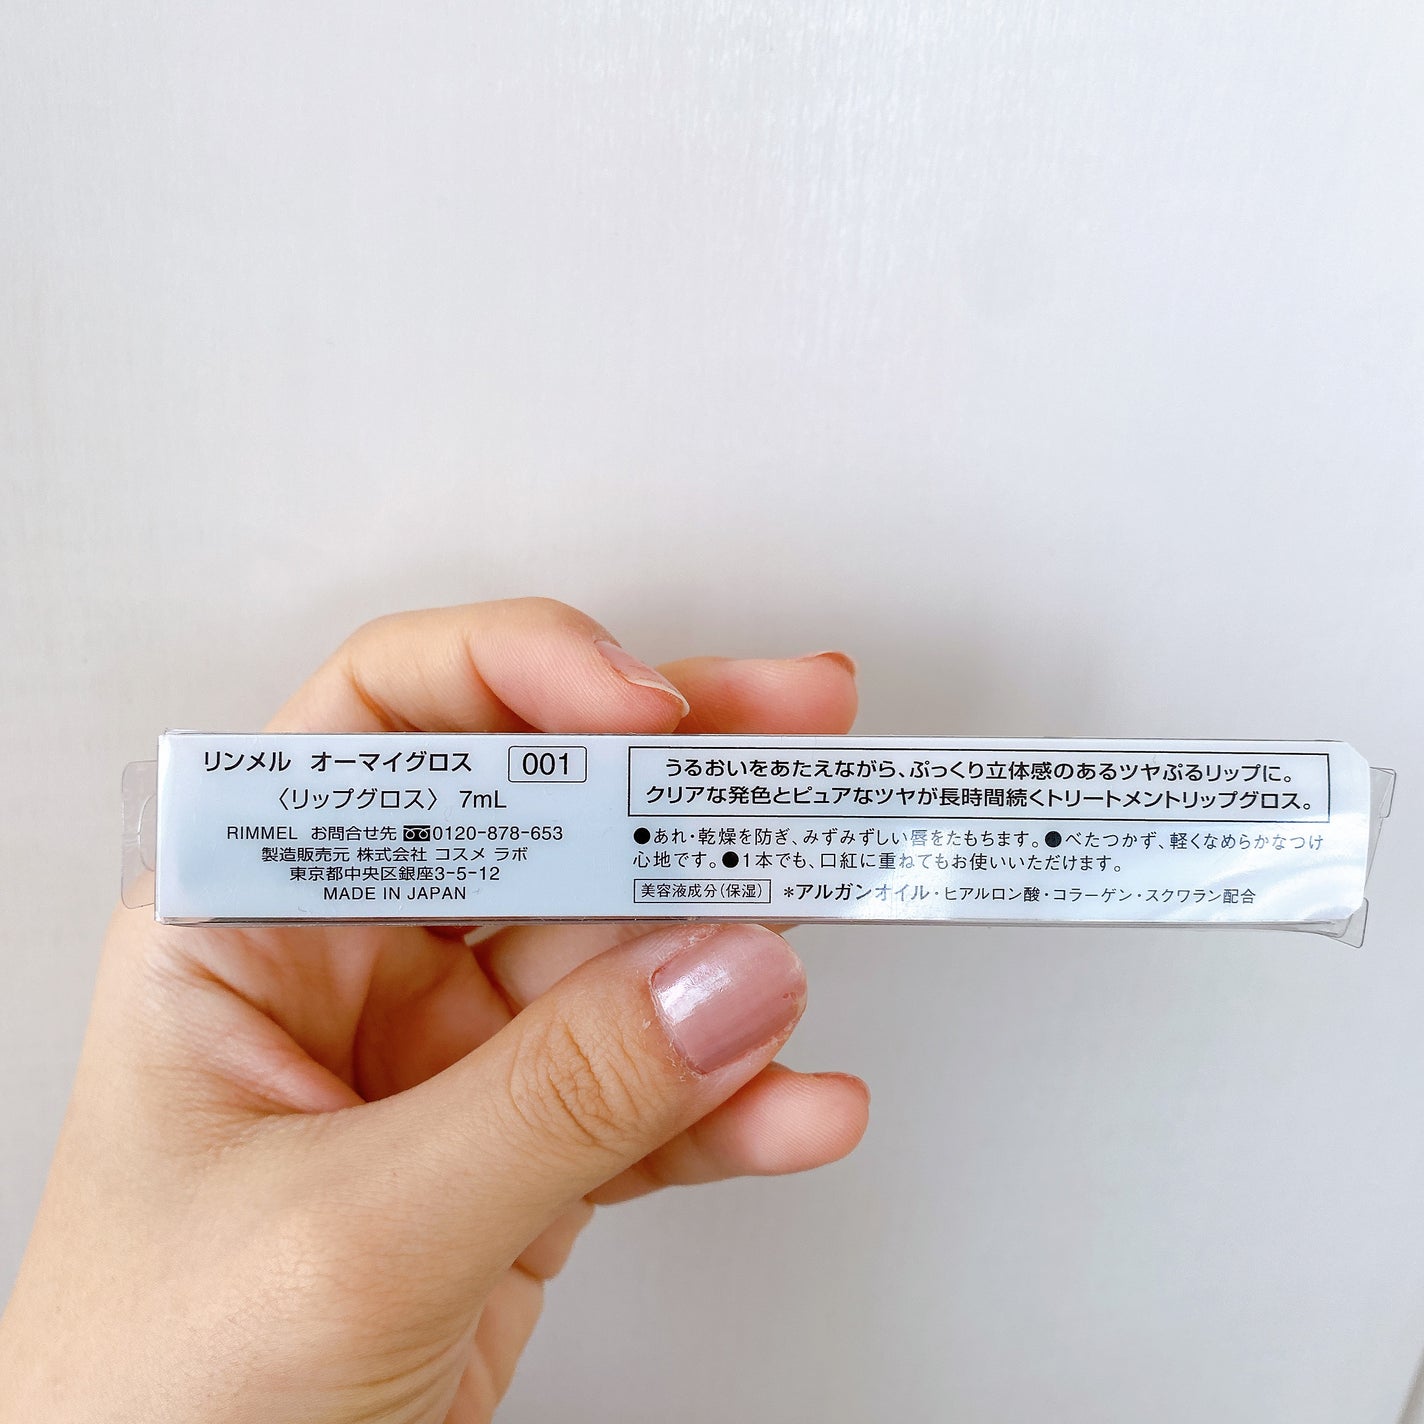 リンメル オーマイグロス 001
〈リップグロス〉 7mL
RIMMEL お問合せ先 0120-878-653
製造販売元 株式会社 コスメ ラボ
東京都中央区銀座3-5-12
MADE IN JAPAN
うるおいをあたえながら、ぷっくり立体感のあるツヤぷるリップに。
クリアな発色とピュアなツヤが長時間続くトリートメントリップグロス。
●あれ・乾燥を防ぎ、みずみずしい唇をたもちます。●べたつかず、軽くなめらかなつけ
心地です。●1本でも、口紅に重ねてもお使いいただけます。
美容液成分(保湿) *アルガンオイル・ヒアルロン酸・コラーゲン・スクワラン配合